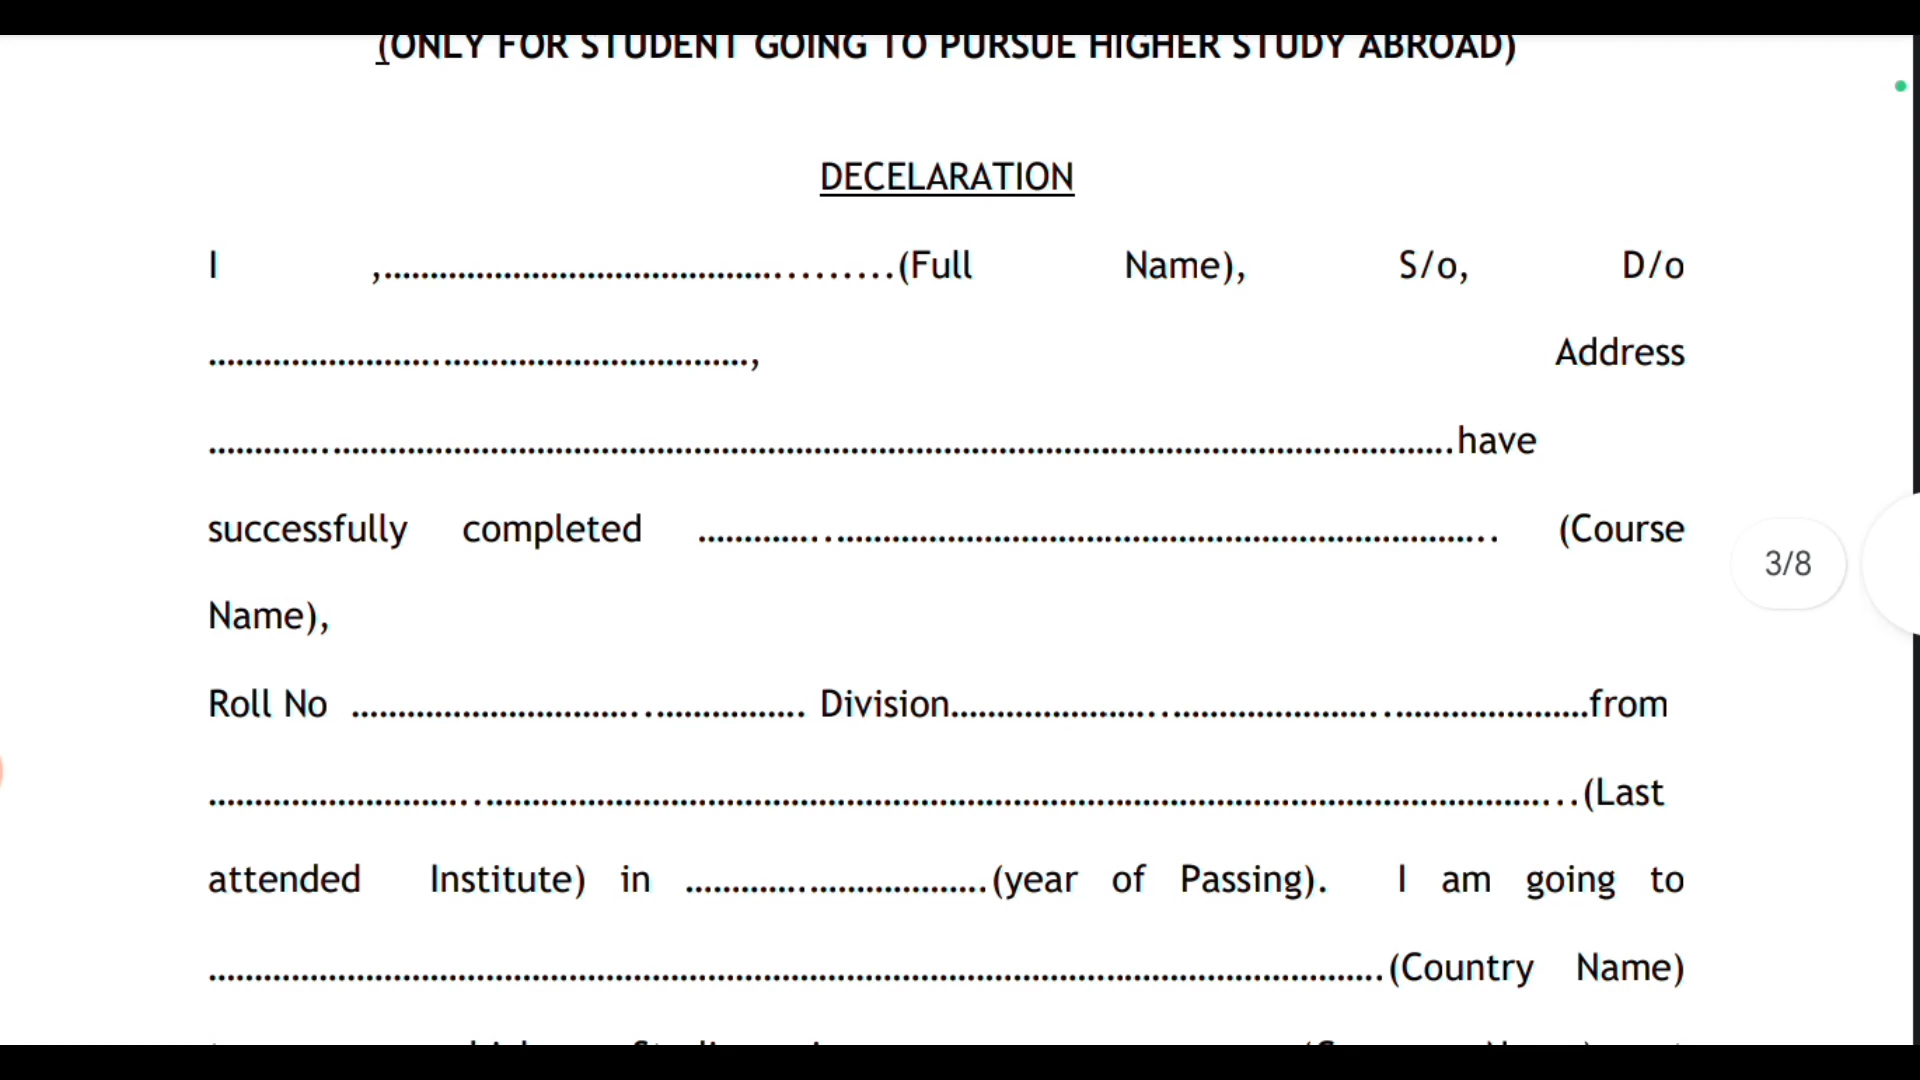 (ONLY FOR STUDENT GOING TO PURSUE HIGHER STUDY ABROAD)
DECELARATION
I ,..................................................(Full Name), S/o, D/o
..........................................................., Address
........................................................................................................................................have
successfully completed ....................................................................................... (Course
Name),
Roll No ................................................. Division.....................................................................from
....................................................................................................................................................(Last
attended Institute) in .................................(year of Passing). I am going to
...............................................................................................................................(Country Name)
3/8